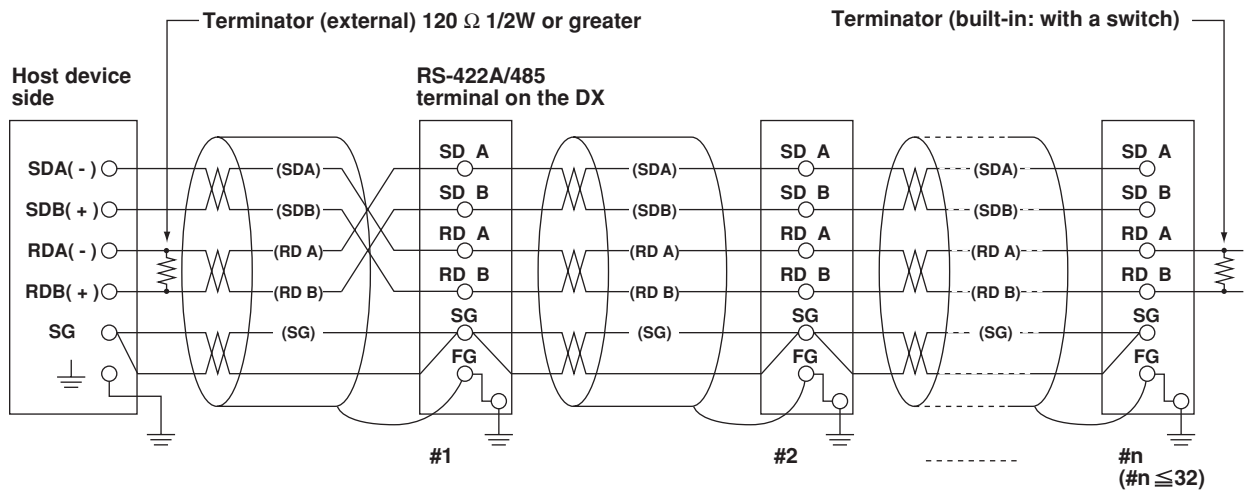 Terminator (external) 120 Ω 1/2W or greater
Terminator (built-in: with a switch)
Host device
side
RS-422A/485
terminal on the DX
SDA( - )
SDB( + )
RDA( - )
RDB( + )
SG
(SDA)
(SDB)
(RD A)
(RD B)
(SG)
SD A
SD B
RD A
RD B
SG
FG
#1
(SDA)
(SDB)
(RD A)
(RD B)
(SG)
SD A
SD B
RD A
RD B
SG
FG
#2
(SDA)
(SDB)
(RD A)
(RD B)
(SG)
SD A
SD B
RD A
RD B
SG
FG
#n
(#n ≦32)